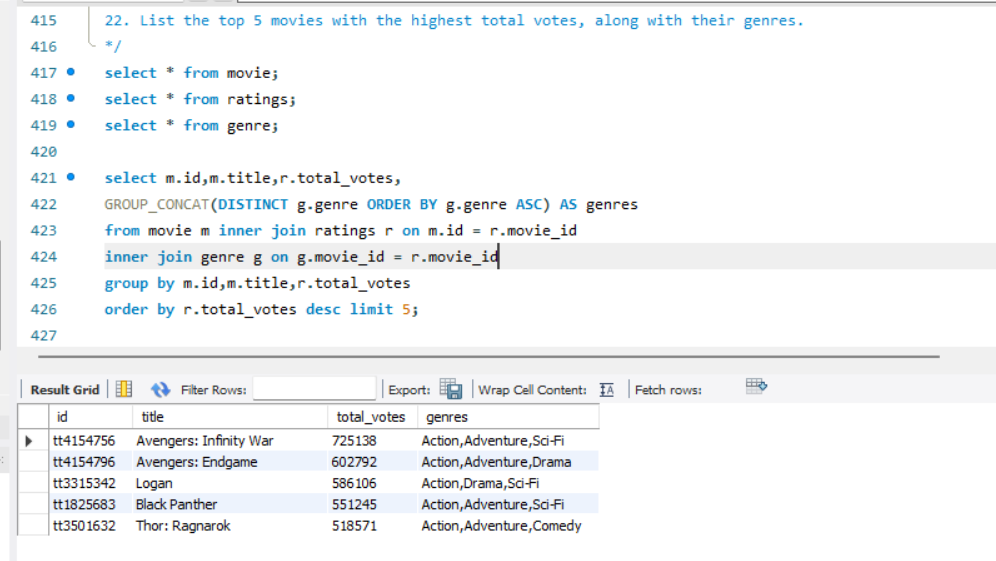 415 22. List the top 5 movies with the highest total votes, along with their genres.
416 */
417 select * from movie;
418 select * from ratings;
419 select * from genre;
420
421 select m.id,m.title,r.total_votes,
422 GROUP_CONCAT(DISTINCT g.genre ORDER BY g.genre ASC) AS genres
423 from movie m inner join ratings r on m.id = r.movie_id
424 inner join genre g on g.movie_id = r.movie_id
425 group by m.id,m.title,r.total_votes
426 order by r.total_votes desc limit 5;
427
Result Grid Filter Rows: Export: Wrap Cell Content: IA Fetch rows:
id title total_votes genres
tt4154756 Avengers: Infinity War 725138 Action,Adventure,Sci-Fi
tt4154796 Avengers: Endgame 602792 Action,Adventure,Drama
tt3315342 Logan 586106 Action,Drama,Sci-Fi
tt1825683 Black Panther 551245 Action,Adventure,Sci-Fi
tt3501632 Thor: Ragnarok 518571 Action,Adventure,Comedy